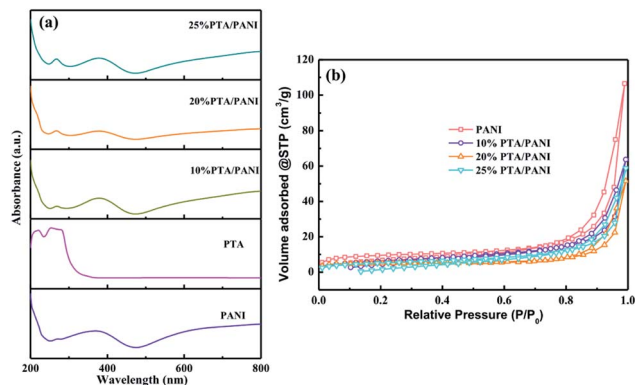 (a)
25%PTA/PANI
20%PTA/PANI
10%PTA/PANI
PTA
PANI
Absorbance (a.u.)
200 300 400 600 800
Wavelength (nm)
(b)
120
100
80
60
40
20
0
Volume adsorbed @STP (cm³/g)
PANI
10% PTA/PANI
20% PTA/PANI
25% PTA/PANI
0.0 0.2 0.4 0.6 0.8 1.0
Relative Pressure (P/P₀)